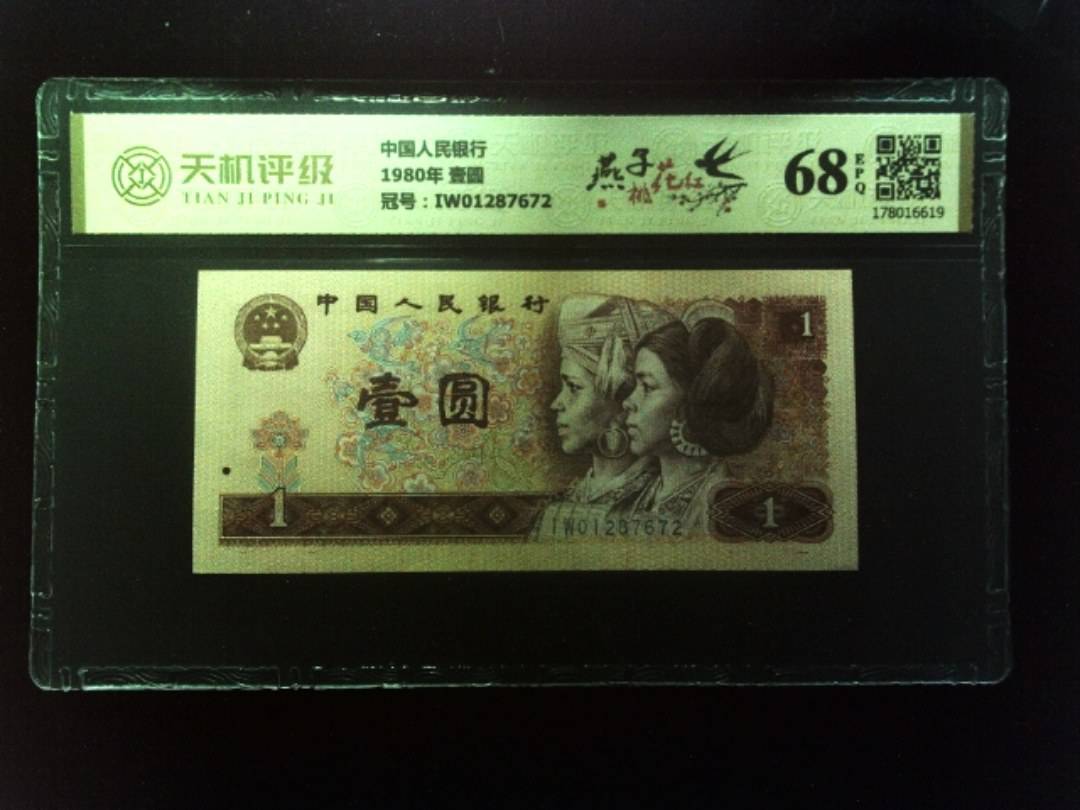 天机评级
TIAN JI PING JI
中国人民银行
1980年 壹圆
冠号：IW01287672
燕子
桃花红
68
EPQ
178016619
中国人民银行
壹圆
1
1
IW01287672
1